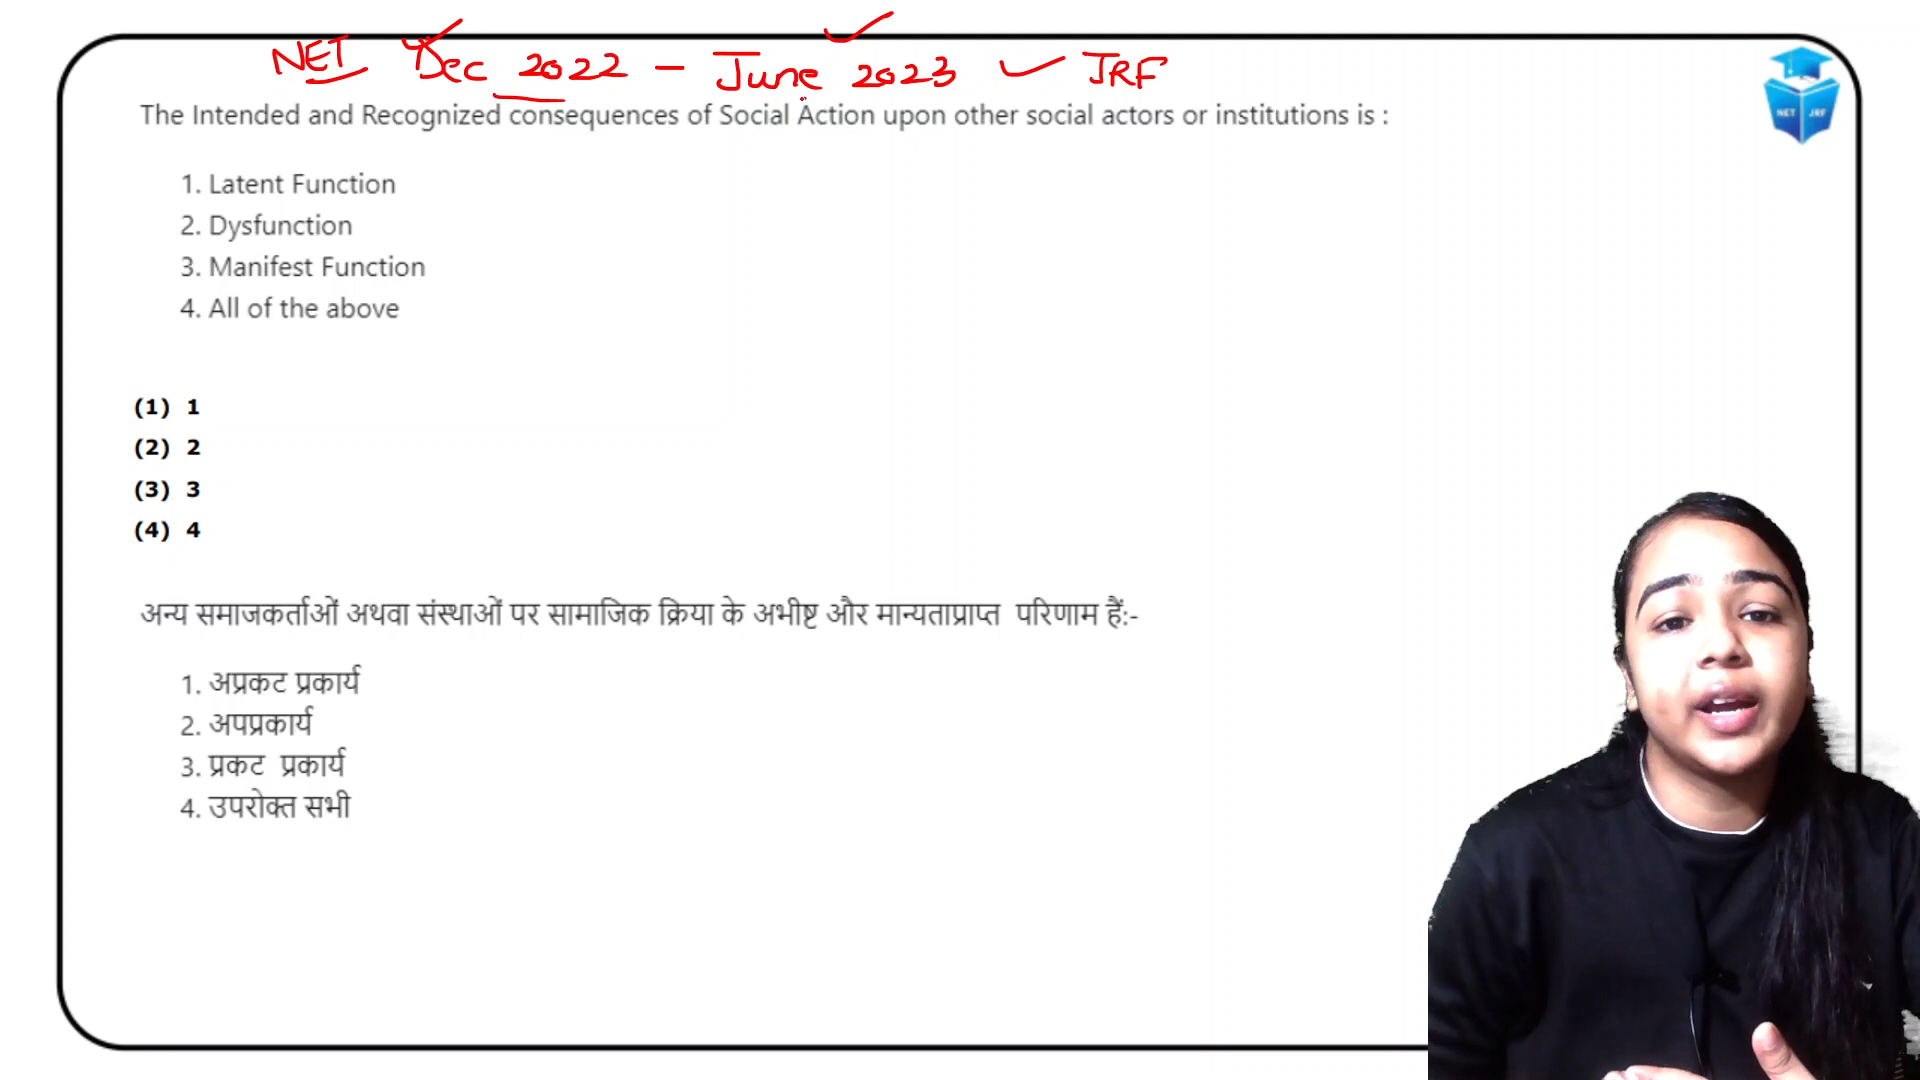 NET Dec 2022 - June 2023 JRF
The Intended and Recognized consequences of Social Action upon other social actors or institutions is :
1. Latent Function
2. Dysfunction
3. Manifest Function
4. All of the above
(1) 1
(2) 2
(3) 3
(4) 4
अन्य समाजकर्ताओं अथवा संस्थाओं पर सामाजिक क्रिया के अभीष्ट और मान्यताप्राप्त परिणाम हैं:-
1. अप्रकट प्रकार्य
2. अपप्रकार्य
3. प्रकट प्रकार्य
4. उपरोक्त सभी
NET JRF